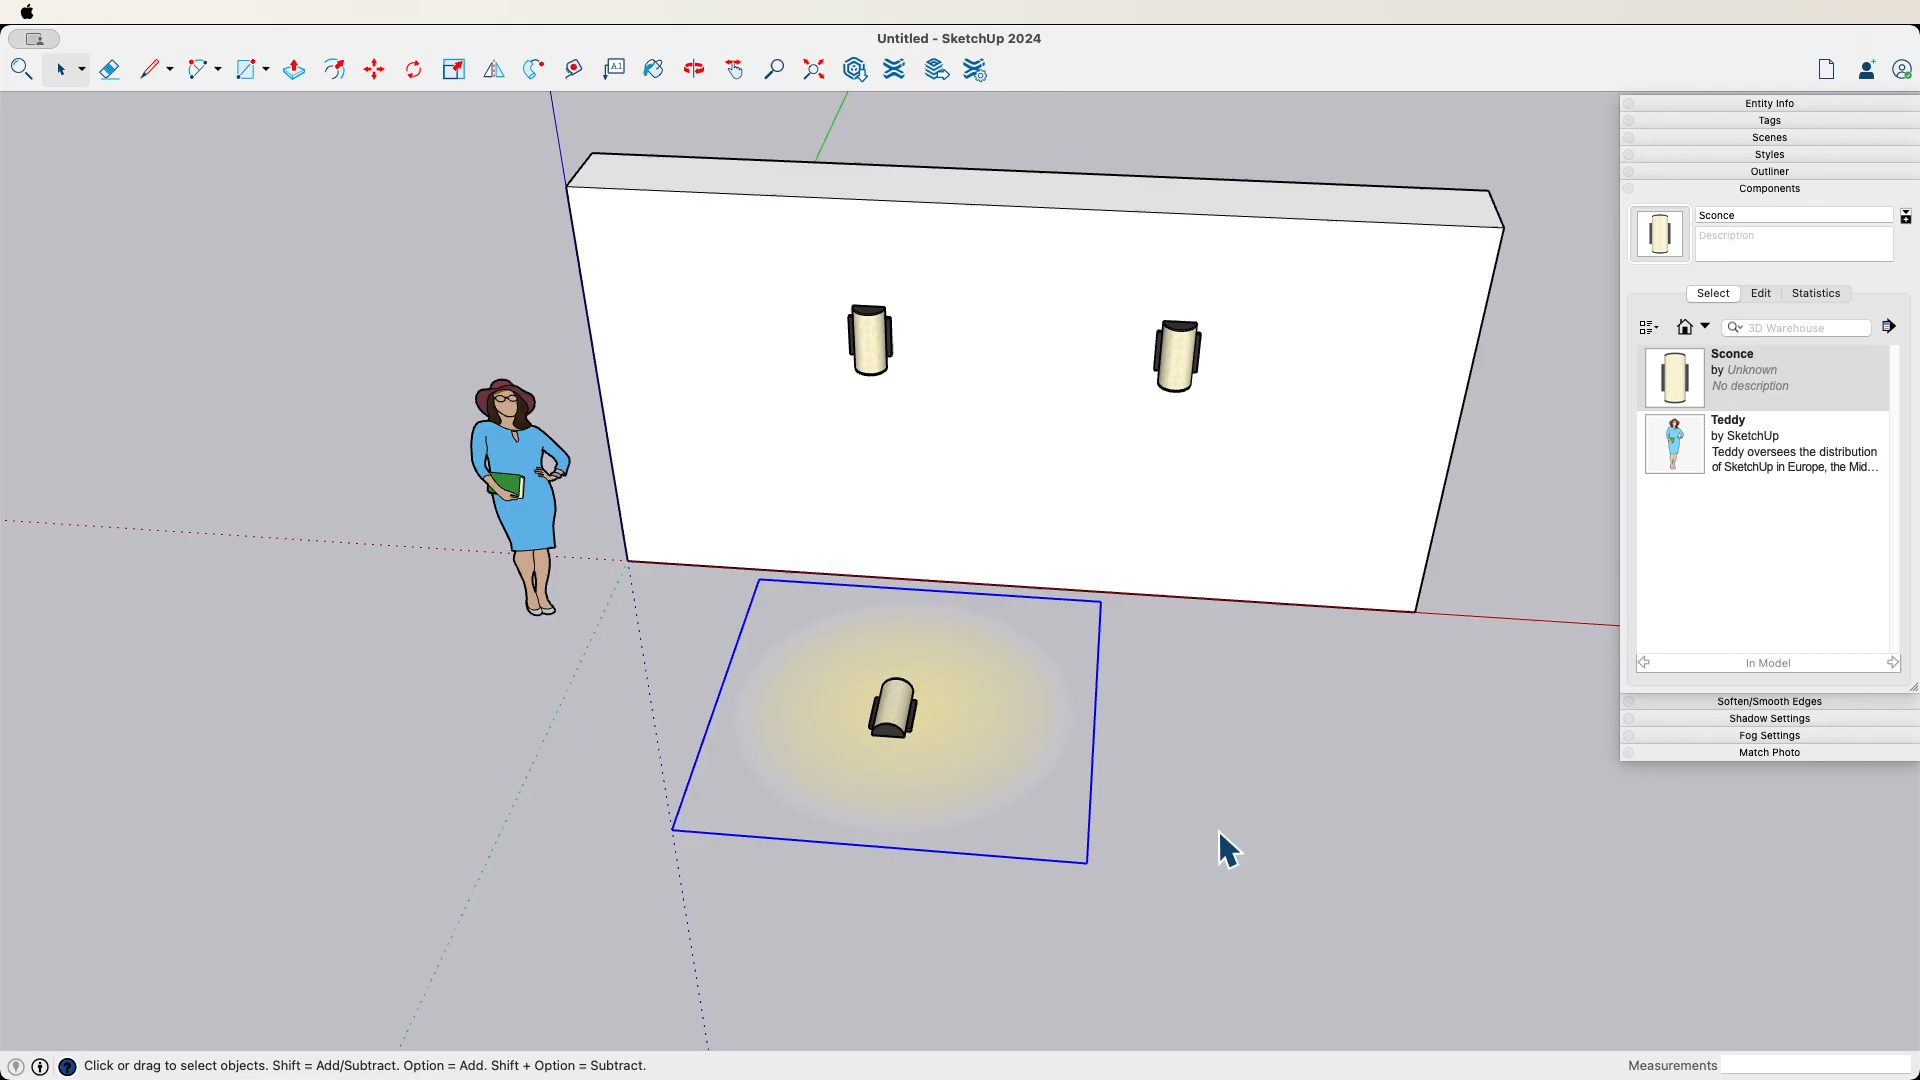 Untitled - SketchUp 2024
A1
Entity Info
Tags
Scenes
Styles
Outliner
Components
Sconce
Description
Select Edit Statistics
3D Warehouse
Sconce
by Unknown
No description
Teddy
by SketchUp
Teddy oversees the distribution
of SketchUp in Europe, the Mid...
In Model
Soften/Smooth Edges
Shadow Settings
Fog Settings
Match Photo
Click or drag to select objects. Shift = Add/Subtract. Option = Add. Shift + Option = Subtract.
Measurements